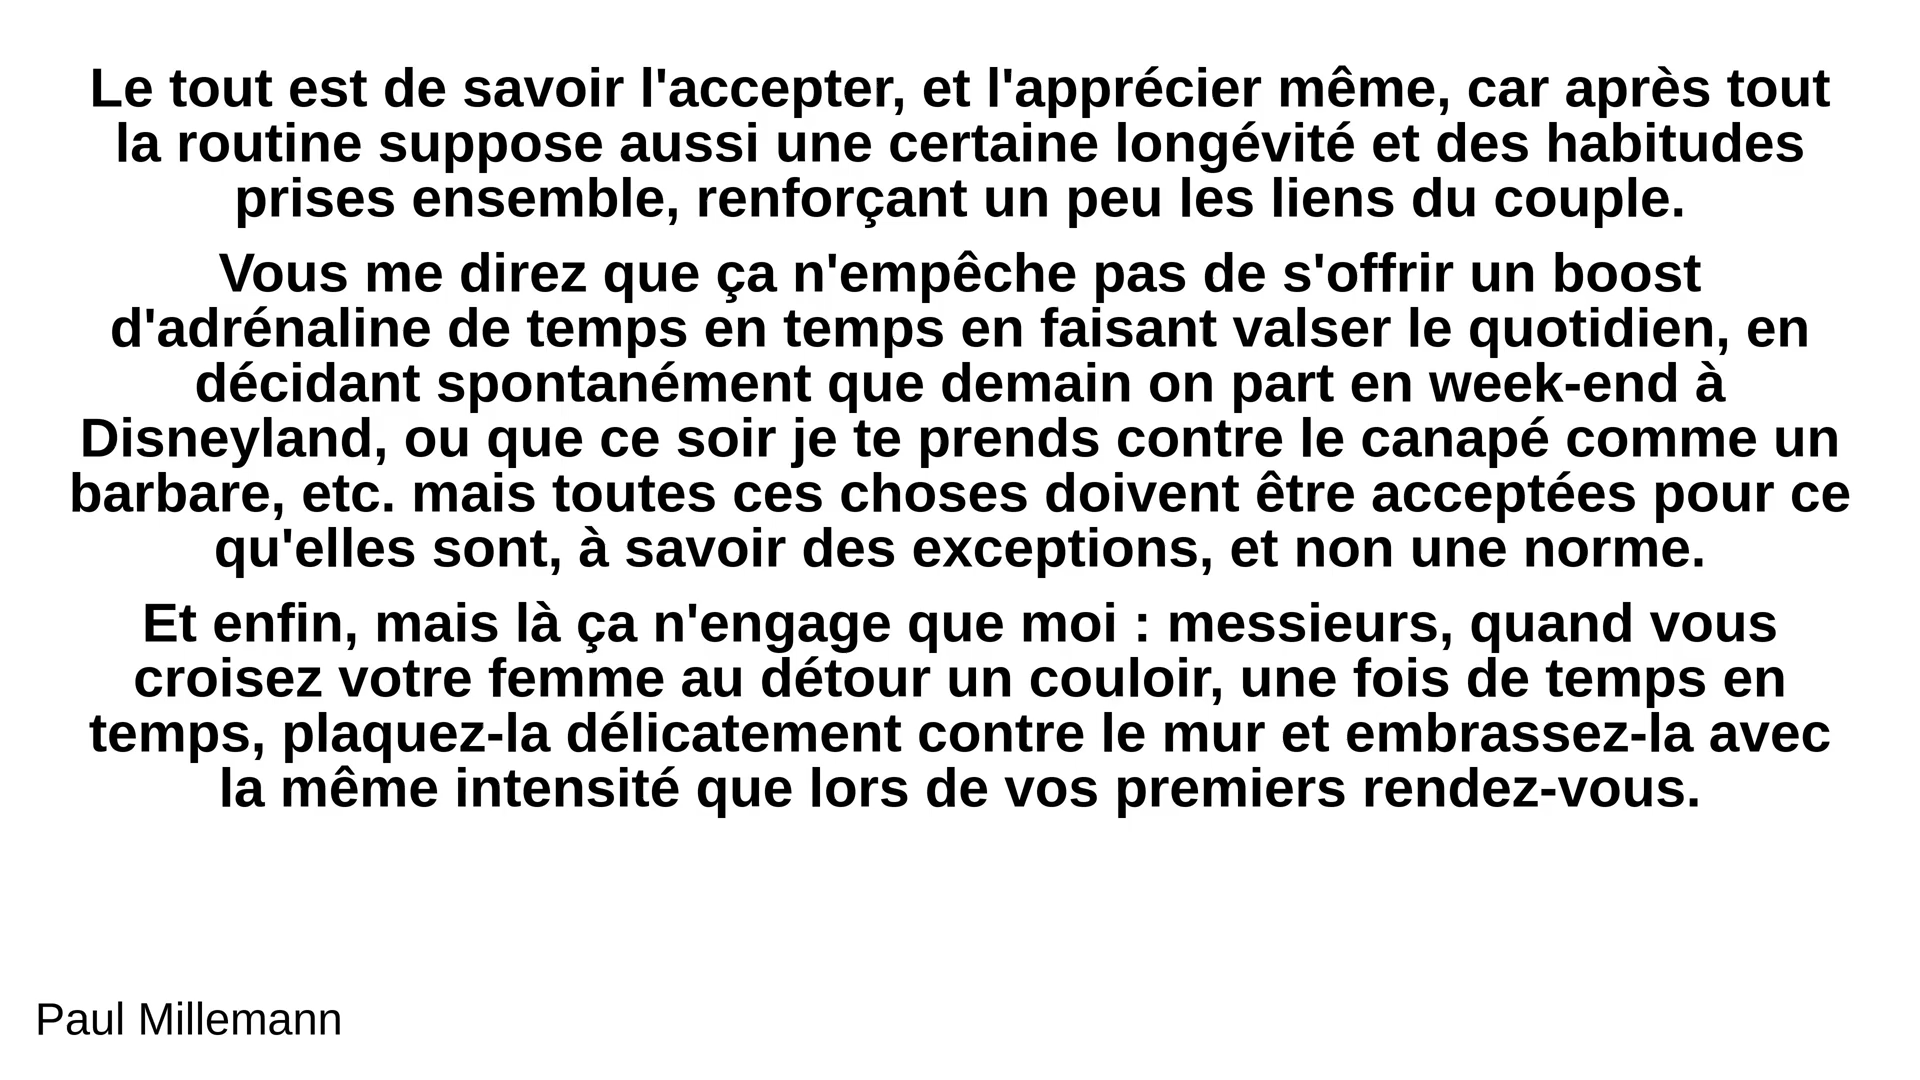 Le tout est de savoir l'accepter, et l'apprécier même, car après tout
la routine suppose aussi une certaine longévité et des habitudes
prises ensemble, renforçant un peu les liens du couple.
Vous me direz que ça n'empêche pas de s'offrir un boost
d'adrénaline de temps en temps en faisant valser le quotidien, en
décidant spontanément que demain on part en week-end à
Disneyland, ou que ce soir je te prends contre le canapé comme un
barbare, etc. mais toutes ces choses doivent être acceptées pour ce
qu'elles sont, à savoir des exceptions, et non une norme.
Et enfin, mais là ça n'engage que moi : messieurs, quand vous
croisez votre femme au détour un couloir, une fois de temps en
temps, plaquez-la délicatement contre le mur et embrassez-la avec
la même intensité que lors de vos premiers rendez-vous.
Paul Millemann